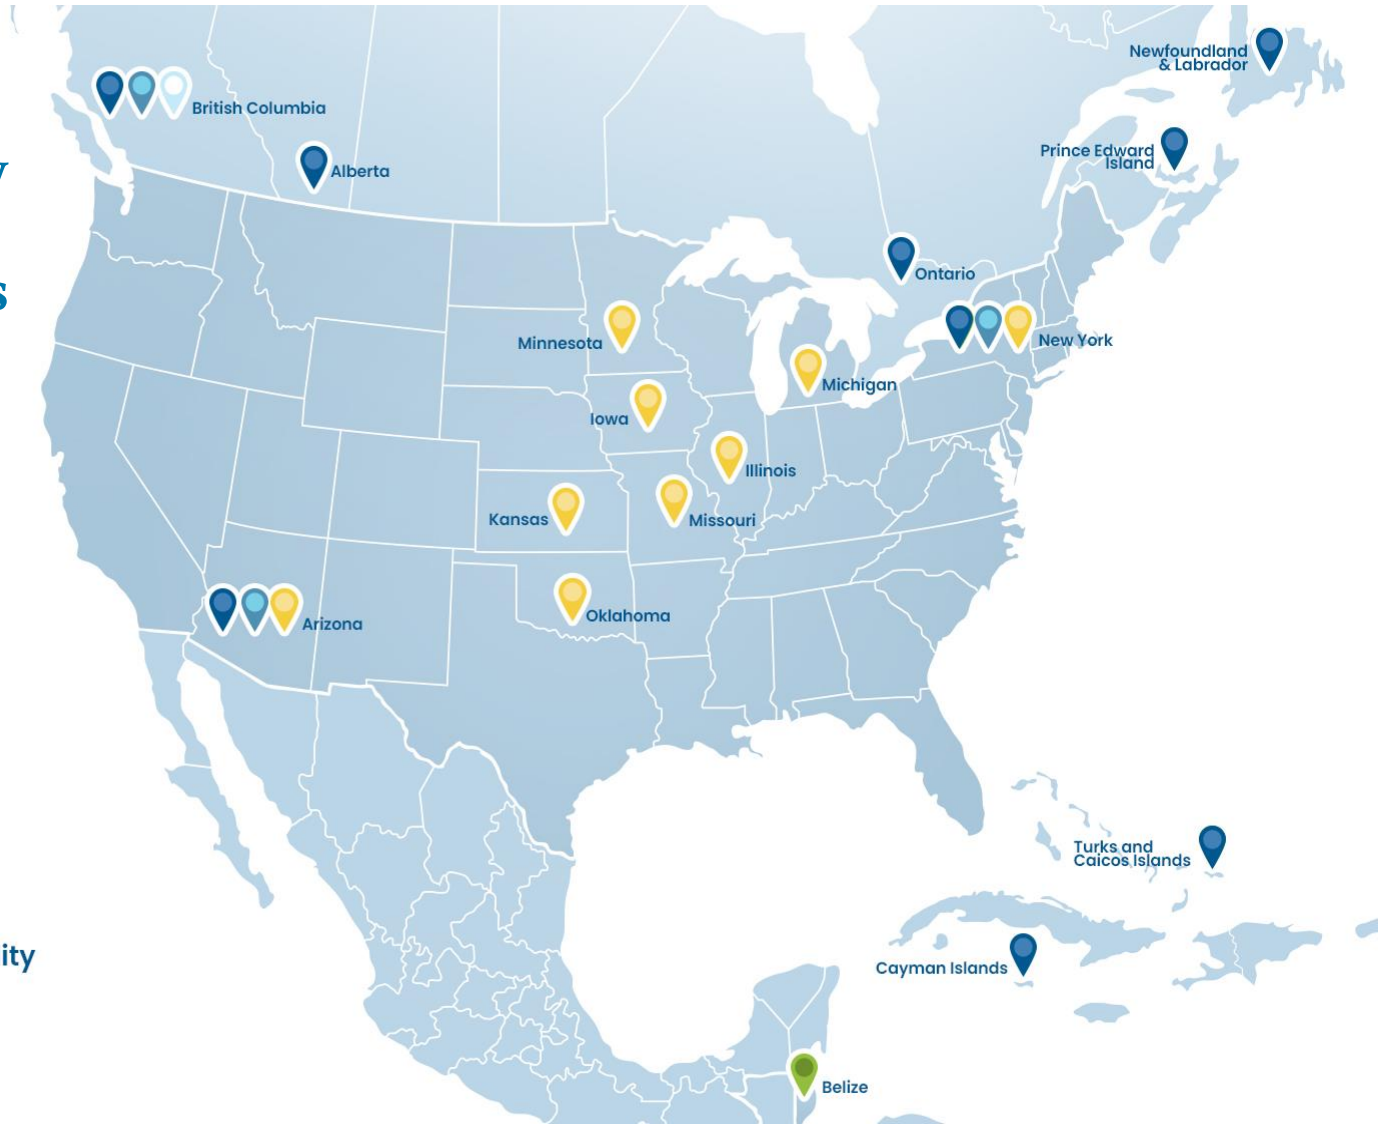 Newfoundland
& Labrador
British Columbia
Prince Edward
Island
Alberta
Ontario
New York
Minnesota
Michigan
Iowa
Illinois
Kansas
Missouri
Oklahoma
Arizona
Turks and
Caicos Islands
ity
Cayman Islands
Belize